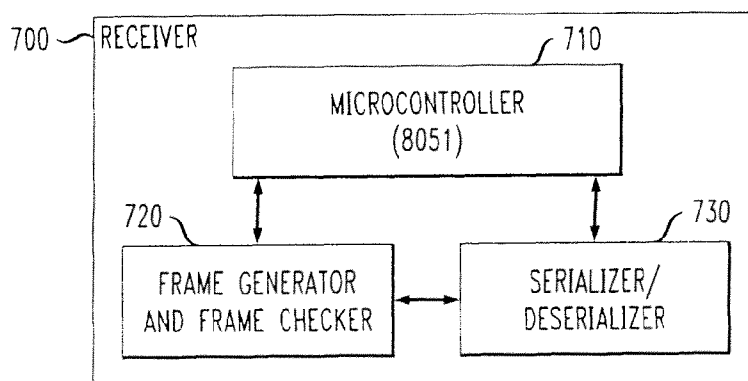 700 RECEIVER
710
MICROCONTROLLER
(8051)
720
730
FRAME GENERATOR
AND FRAME CHECKER
SERIALIZER/
DESERIALIZER